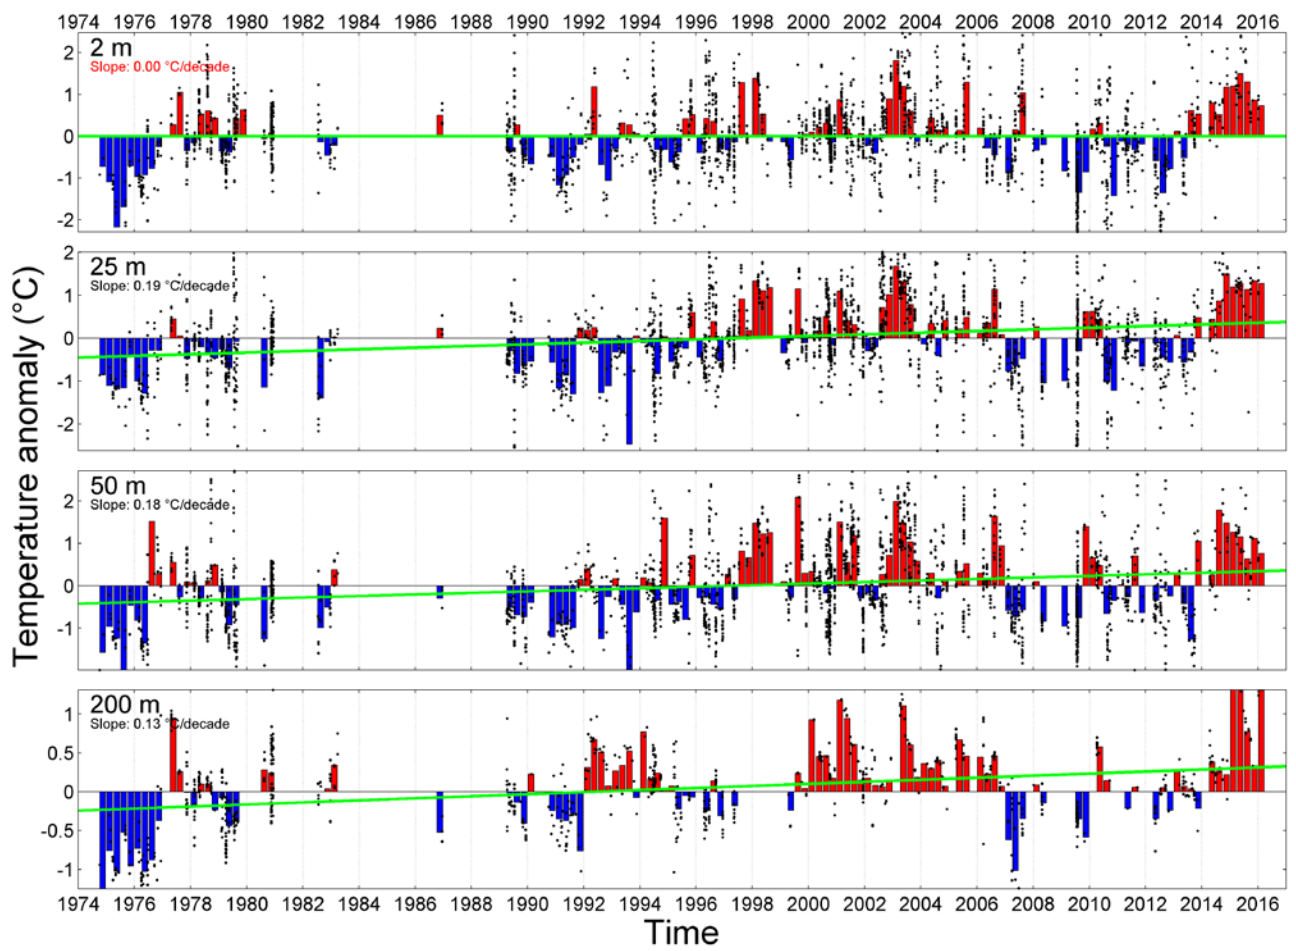 1974 1976 1978 1980 1982 1984 1986 1988 1990 1992 1994 1996 1998 2000 2002 2004 2006 2008 2010 2012 2014 2016
2 m
Slope: 0.00 °C/decade
2
1
0
-1
-2
25 m
Slope: 0.19 °C/decade
2
1
0
-1
-2
50 m
Slope: 0.18 °C/decade
2
1
0
-1
200 m
Slope: 0.13 °C/decade
1
0.5
0
-0.5
-1
Temperature anomaly (°C)
1974 1976 1978 1980 1982 1984 1986 1988 1990 1992 1994 1996 1998 2000 2002 2004 2006 2008 2010 2012 2014 2016
Time